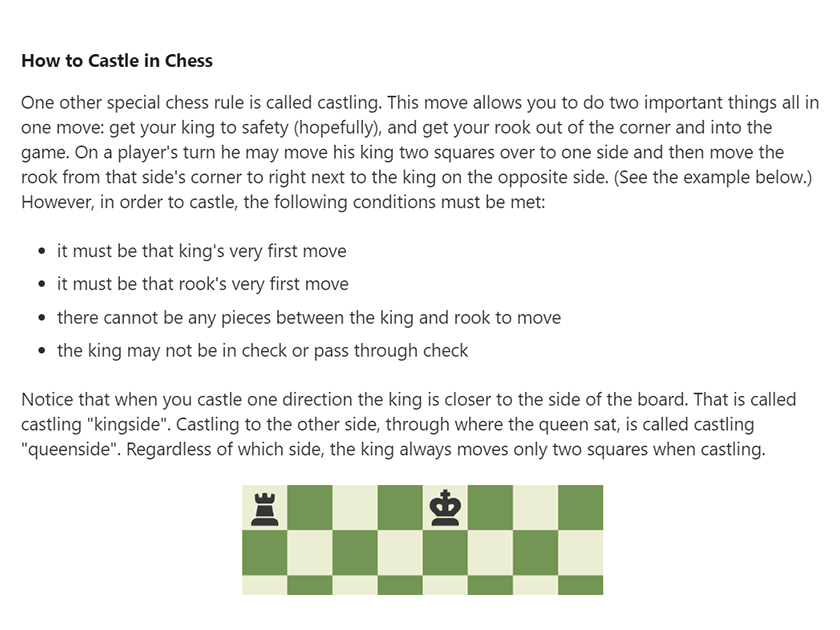 How to Castle in Chess
One other special chess rule is called castling. This move allows you to do two important things all in
one move: get your king to safety (hopefully), and get your rook out of the corner and into the
game. On a player's turn he may move his king two squares over to one side and then move the
rook from that side's corner to right next to the king on the opposite side. (See the example below.)
However, in order to castle, the following conditions must be met:
• it must be that king's very first move
• it must be that rook's very first move
• there cannot be any pieces between the king and rook to move
• the king may not be in check or pass through check
Notice that when you castle one direction the king is closer to the side of the board. That is called
castling "kingside". Castling to the other side, through where the queen sat, is called castling
"queenside". Regardless of which side, the king always moves only two squares when castling.